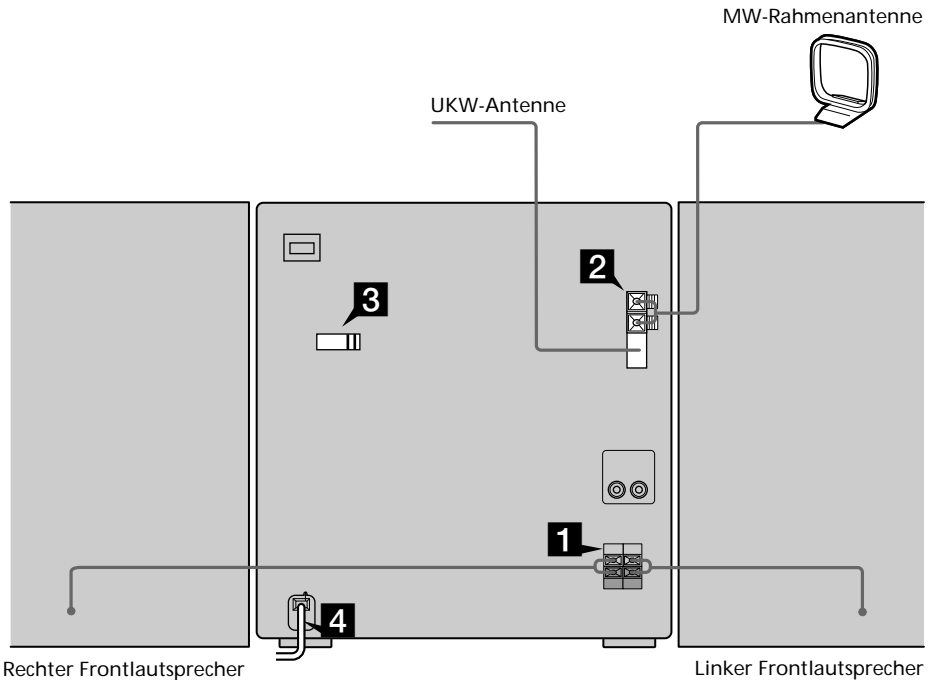 MW-Rahmenantenne
UKW-Antenne
2
3
1
4
Rechter Frontlautsprecher
Linker Frontlautsprecher